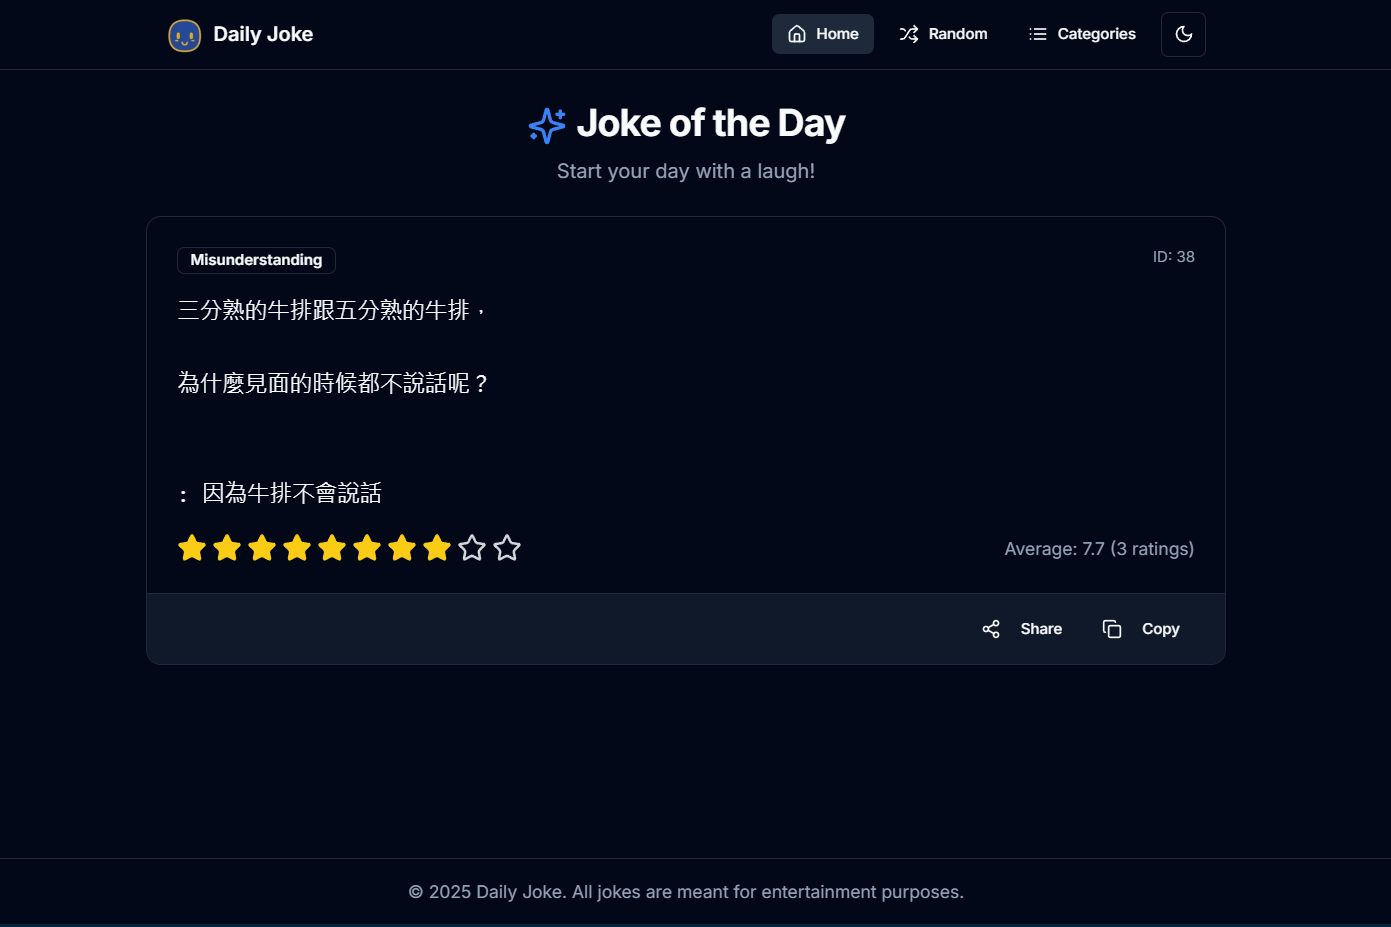 Daily Joke
Home
Random
Categories
Joke of the Day
Start your day with a laugh!
Misunderstanding
ID: 38
三分熟的牛排跟五分熟的牛排，
為什麼見面的時候都不說話呢？
: 因為牛排不會說話
Average: 7.7 (3 ratings)
Share
Copy
© 2025 Daily Joke. All jokes are meant for entertainment purposes.